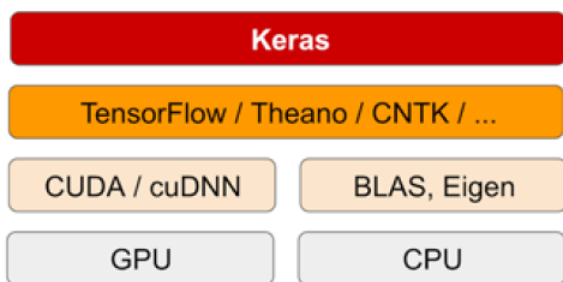 Keras
TensorFlow / Theano / CNTK / ...
CUDA / cuDNN
BLAS, Eigen
GPU
CPU